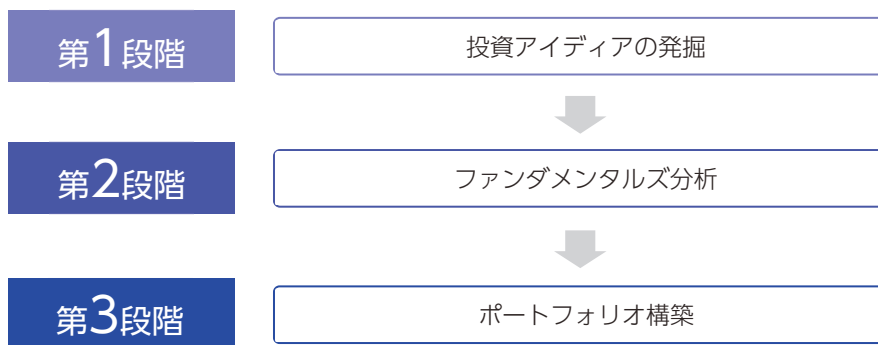 第1段階
投資アイディアの発掘
第2段階
ファンダメンタルズ分析
第3段階
ポートフォリオ構築